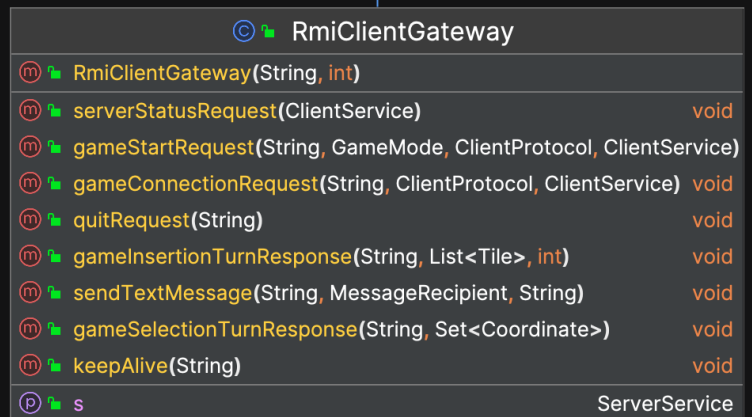 C RmiClientGateway
m RmiClientGateway(String, int)
m serverStatusRequest(ClientService) void
m gameStartRequest(String, GameMode, ClientProtocol, ClientService)
m gameConnectionRequest(String, ClientProtocol, ClientService) void
m quitRequest(String) void
m gameInsertionTurnResponse(String, List<Tile>, int) void
m sendTextMessage(String, MessageRecipient, String) void
m gameSelectionTurnResponse(String, Set<Coordinate>) void
m keepAlive(String) void
p s ServerService